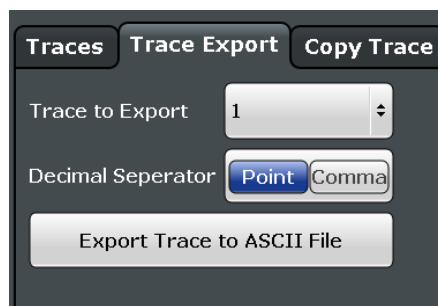 Traces Trace Export Copy Trace
Trace to Export 1
Decimal Seperator Point Comma
Export Trace to ASCII File